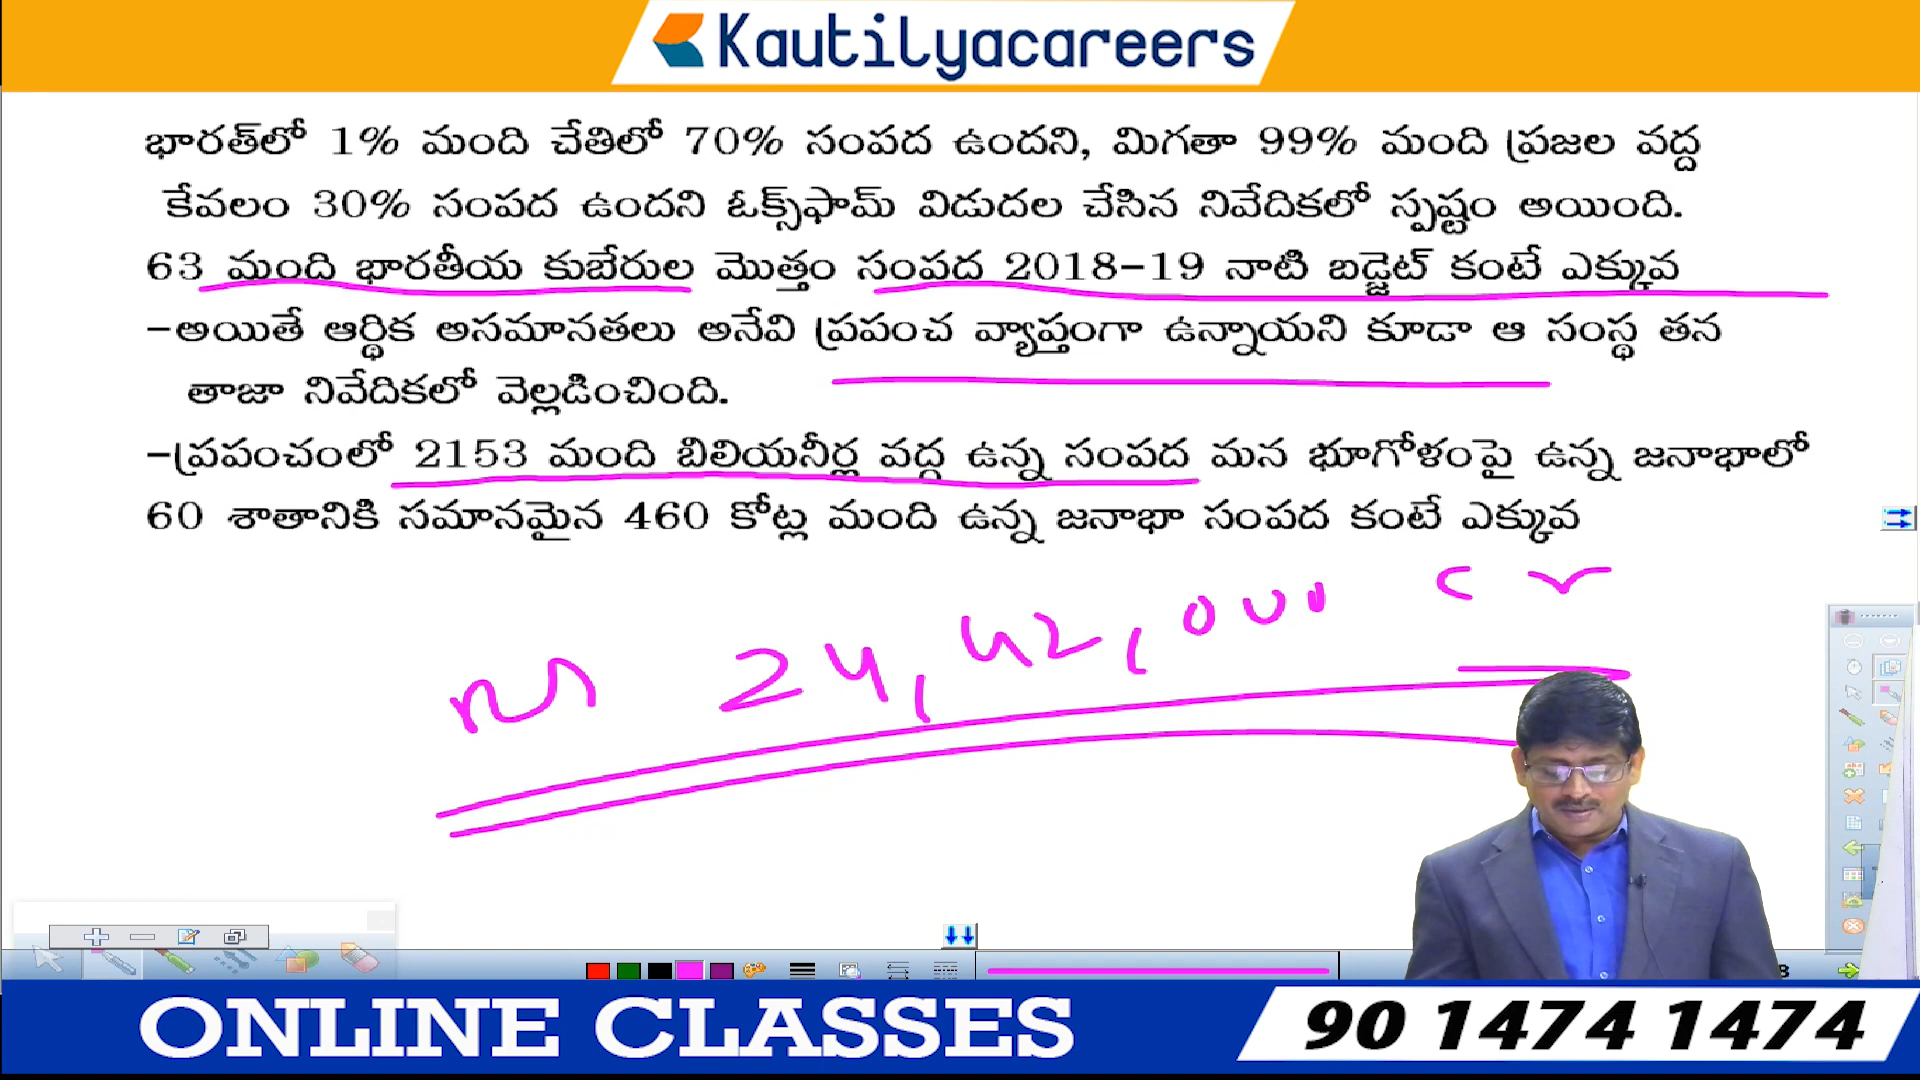 Kautilyacareers
భారత్‌లో 1% మంది చేతిలో 70% సంపద ఉందని, మిగతా 99% మంది ప్రజల వద్ద
కేవలం 30% సంపద ఉందని ఓక్స్‌ఫామ్ విడుదల చేసిన నివేదికలో స్పష్టం అయింది.
63 మంది భారతీయ కుబేరుల మొత్తం సంపద 2018-19 నాటి బడ్జెట్ కంటే ఎక్కువ
-అయితే ఆర్థిక అసమానతలు అనేవి ప్రపంచ వ్యాప్తంగా ఉన్నాయని కూడా ఆ సంస్థ తన
తాజా నివేదికలో వెల్లడించింది.
-ప్రపంచంలో 2153 మంది బిలియనీర్ల వద్ద ఉన్న సంపద మన భూగోళంపై ఉన్న జనాభాలో
60 శాతానికి సమానమైన 460 కోట్ల మంది ఉన్న జనాభా సంపద కంటే ఎక్కువ
24,42,000 cr
ONLINE CLASSES
90 1474 1474